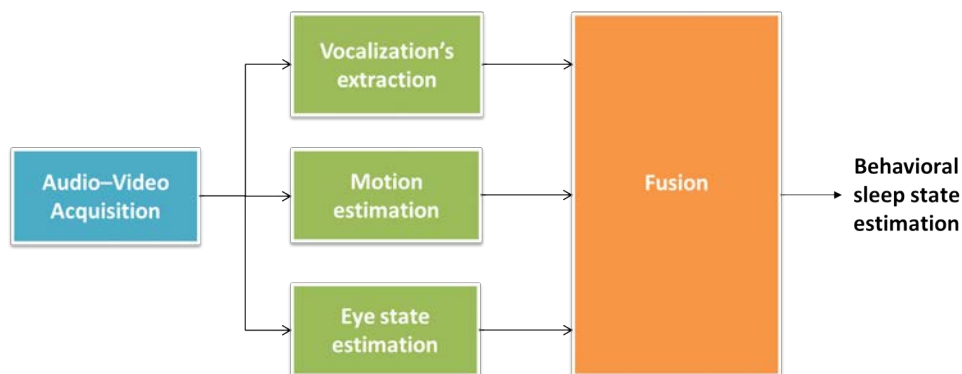 Audio–Video
Acquisition
Vocalization's
extraction
Motion
estimation
Eye state
estimation
Fusion
Behavioral
sleep state
estimation